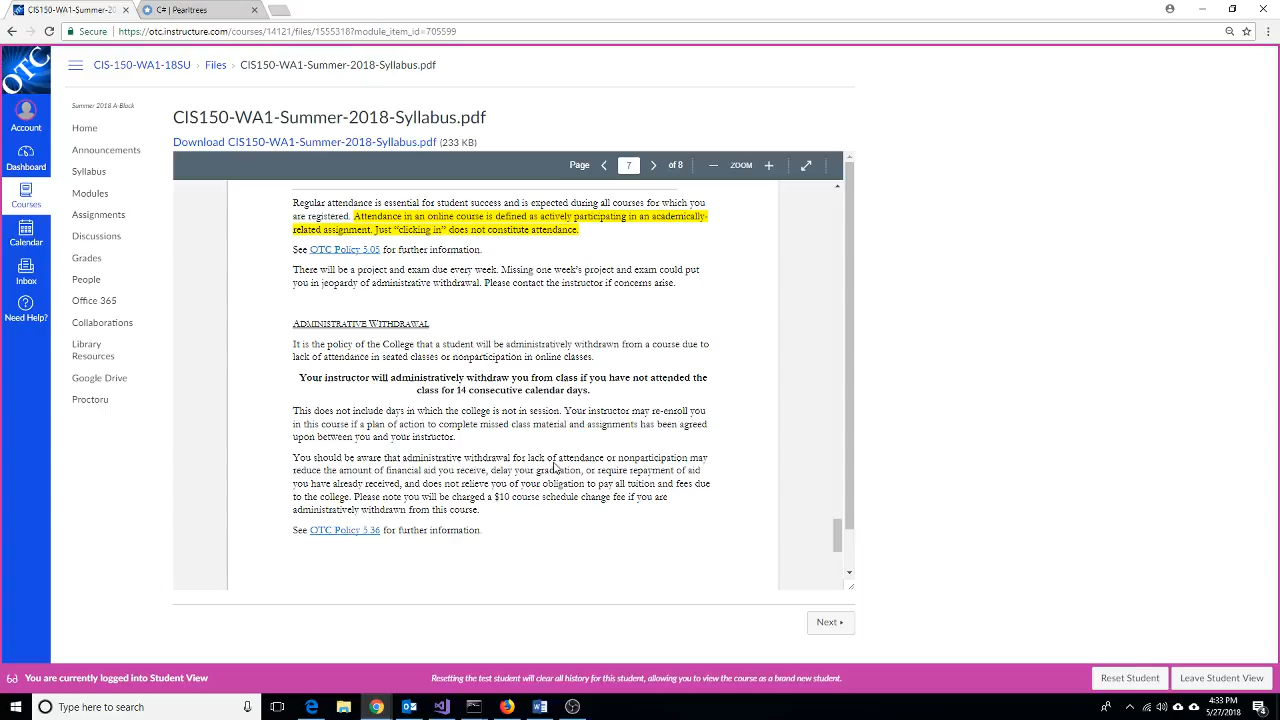 CIS150-WA1-Summer-20
C# | Pearltrees
Secure
https://otc.instructure.com/courses/14121/files/1555318?module_item_id=705599
OTC
CIS-150-WA1-18SU › Files › CIS150-WA1-Summer-2018-Syllabus.pdf
Account
Dashboard
Courses
Calendar
Inbox
Need Help?
Summer 2018 A-Block
Home
Announcements
Syllabus
Modules
Assignments
Discussions
Grades
People
Office 365
Collaborations
Library
Resources
Google Drive
Proctoru
CIS150-WA1-Summer-2018-Syllabus.pdf
Download CIS150-WA1-Summer-2018-Syllabus.pdf (233 KB)
Page 7 of 8 — ZOOM +
Regular attendance is essential for student success and is expected during all courses for which you
are registered. Attendance in an online course is defined as actively participating in an academically-
related assignment. Just “clicking in” does not constitute attendance.
See OTC Policy 5.05 for further information.
There will be a project and exam due every week. Missing one week's project and exam could put
you in jeopardy of administrative withdrawal. Please contact the instructor if concerns arise.
ADMINISTRATIVE WITHDRAWAL
It is the policy of the College that a student will be administratively withdrawn from a course due to
lack of attendance in seated classes or nonparticipation in online classes.
Your instructor will administratively withdraw you from class if you have not attended the
class for 14 consecutive calendar days.
This does not include days in which the college is not in session. Your instructor may re-enroll you
in this course if a plan of action to complete missed class material and assignments has been agreed
upon between you and your instructor.
You should be aware that administrative withdrawal for lack of attendance or nonparticipation may
reduce the amount of financial aid you receive, delay your graduation, or require repayment of aid
you have already received, and does not relieve you of your obligation to pay all tuition and fees due
to the college. Please note you will be charged a $10 course schedule change fee if you are
administratively withdrawn from this course.
See OTC Policy 5.36 for further information.
Next
You are currently logged into Student View
Resetting the test student will clear all history for this student, allowing you to view the course as a brand new student.
Reset Student
Leave Student View
Type here to search
4:33 PM
5/27/2018